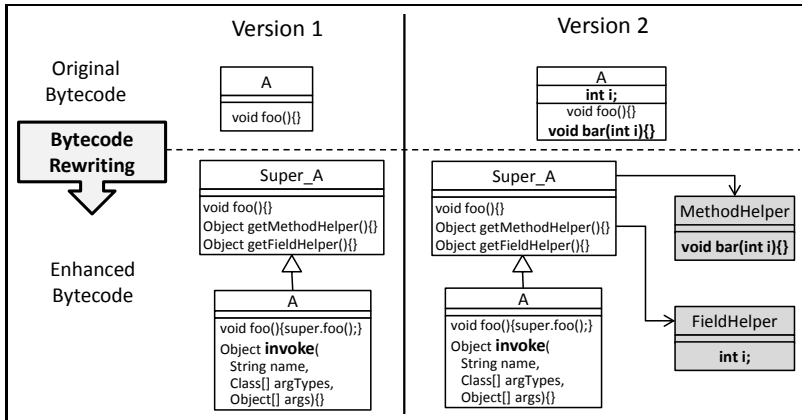 Version 1
Version 2
Original
Bytecode
A
void foo(){}
A
int i;
void foo(){}
void bar(int i){}
Bytecode
Rewriting
Enhanced
Bytecode
Super_A
void foo(){}
Object getMethodHelper(){}
Object getFieldHelper(){}
A
void foo(){super.foo();}
Object invoke(
String name,
Class[] argTypes,
Object[] args){}
Super_A
void foo(){}
Object getMethodHelper(){}
Object getFieldHelper(){}
A
void foo(){super.foo();}
Object invoke(
String name,
Class[] argTypes,
Object[] args){}
MethodHelper
void bar(int i){}
FieldHelper
int i;